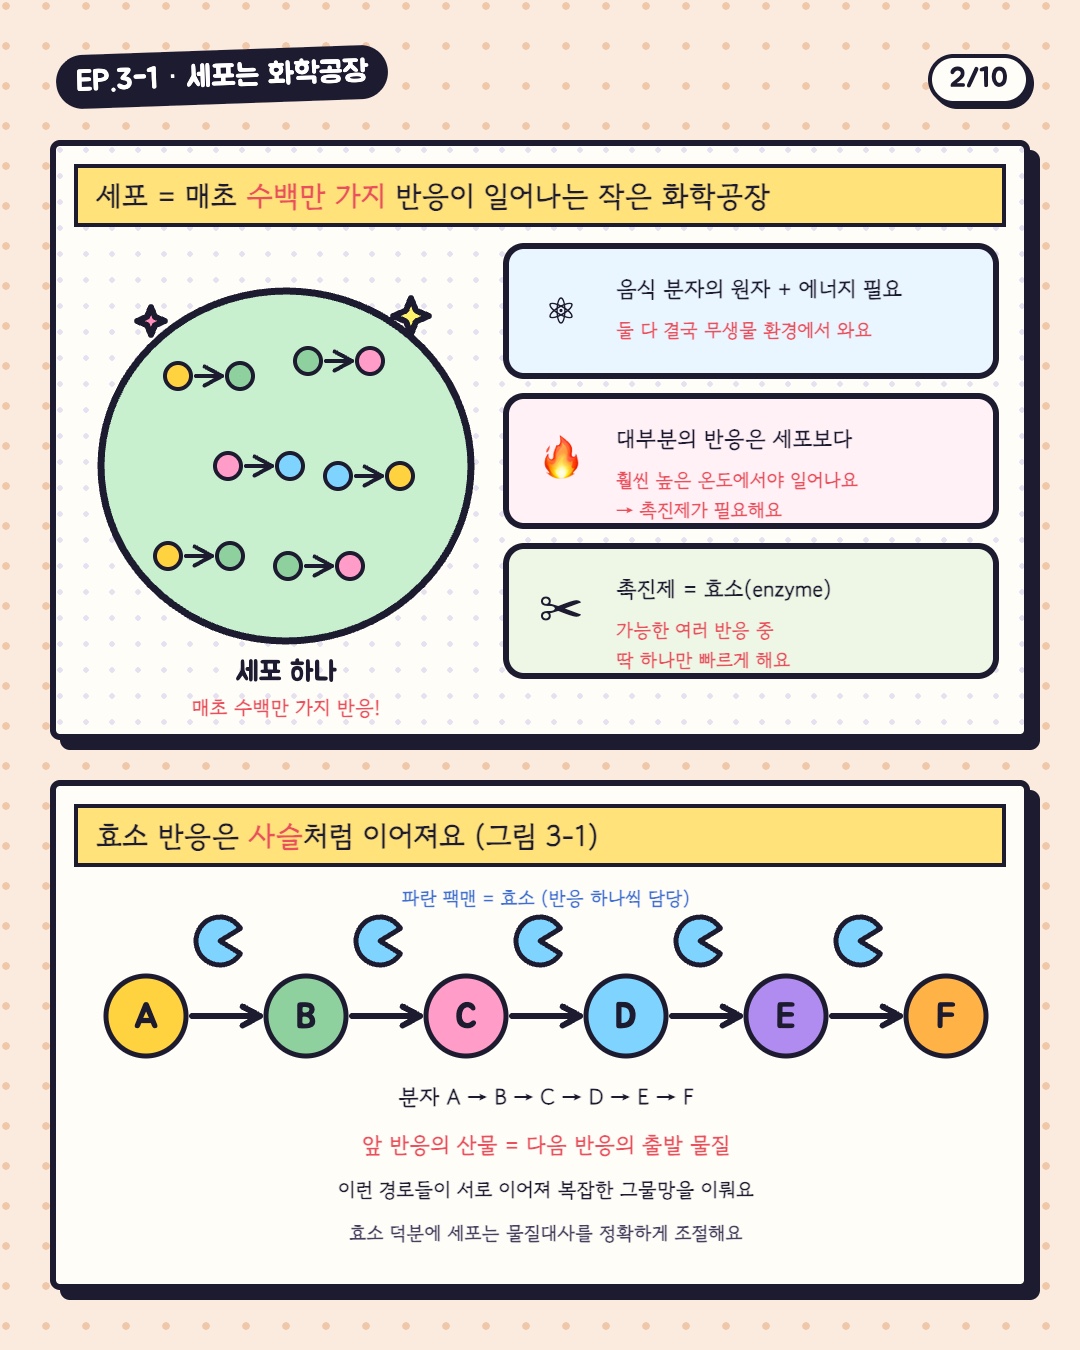 EP.3-1 · 세포는 화학공장
2/10
세포 = 매초 수백만 가지 반응이 일어나는 작은 화학공장
음식 분자의 원자 + 에너지 필요
둘 다 결국 무생물 환경에서 와요
대부분의 반응은 세포보다
훨씬 높은 온도에서야 일어나요
→ 촉진제가 필요해요
촉진제 = 효소(enzyme)
가능한 여러 반응 중
딱 하나만 빠르게 해요
세포 하나
매초 수백만 가지 반응!
효소 반응은 사슬처럼 이어져요 (그림 3-1)
파란 팩맨 = 효소 (반응 하나씩 담당)
A B C D E F
분자 A → B → C → D → E → F
앞 반응의 산물 = 다음 반응의 출발 물질
이런 경로들이 서로 이어져 복잡한 그물망을 이뤄요
효소 덕분에 세포는 물질대사를 정확하게 조절해요